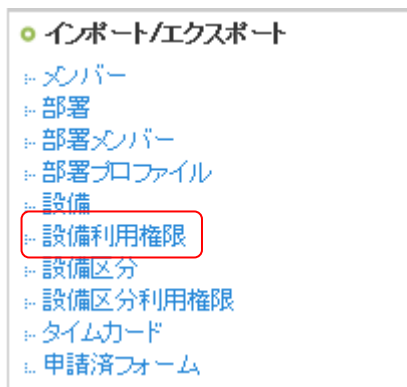 インポート/エクスポート
メンバー
部署
部署メンバー
部署プロファイル
設備
設備利用権限
設備区分
設備区分利用権限
タイムカード
申請済フォーム